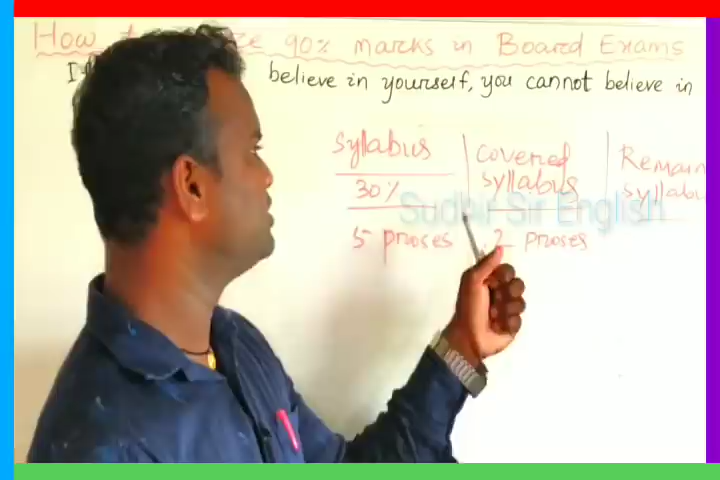 How 90% marks in Board Exams
believe in yourself, you cannot believe in
Syllabus
30%
5 proses
Covered
syllabus
2 proses
Remain
syllabu
Sudhir Sir English